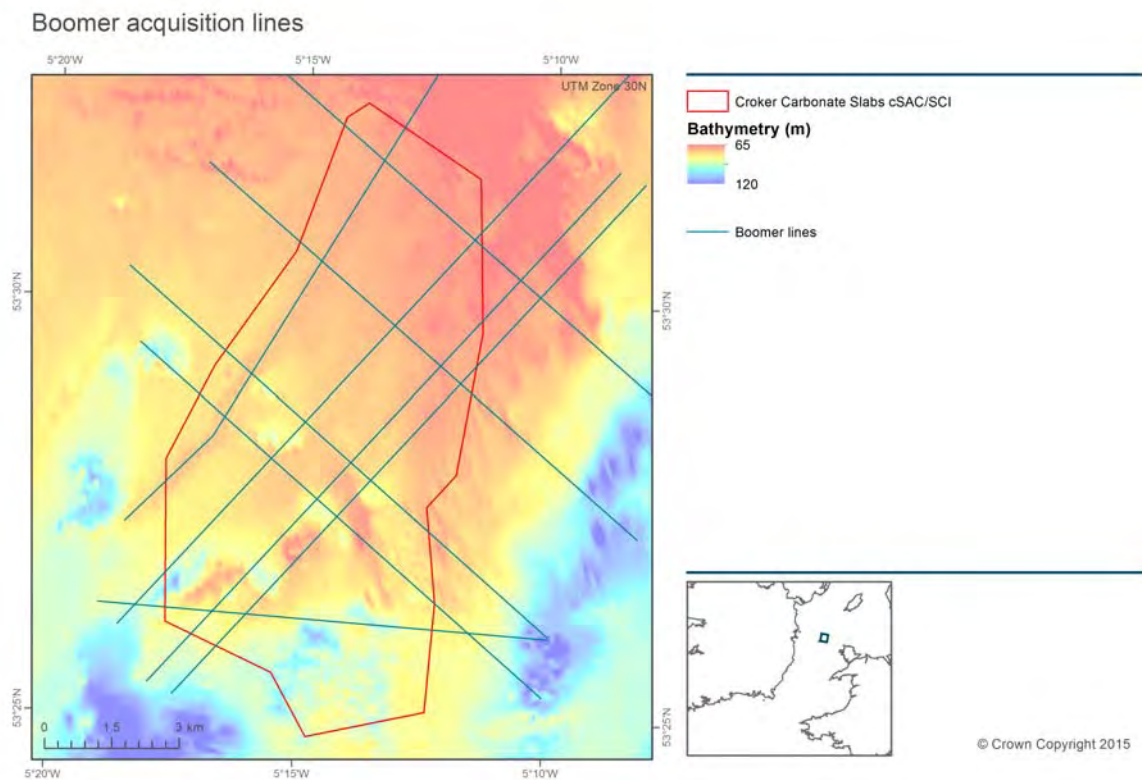 Boomer acquisition lines
5°20'W
5°15'W
5°10'W
UTM Zone 30N
53°30'N
53°30'N
53°25'N
53°25'N
0 1.5 3 km
5°20'W
5°15'W
5°10'W
Croker Carbonate Slabs cSAC/SCI
Bathymetry (m)
65
120
Boomer lines
© Crown Copyright 2015